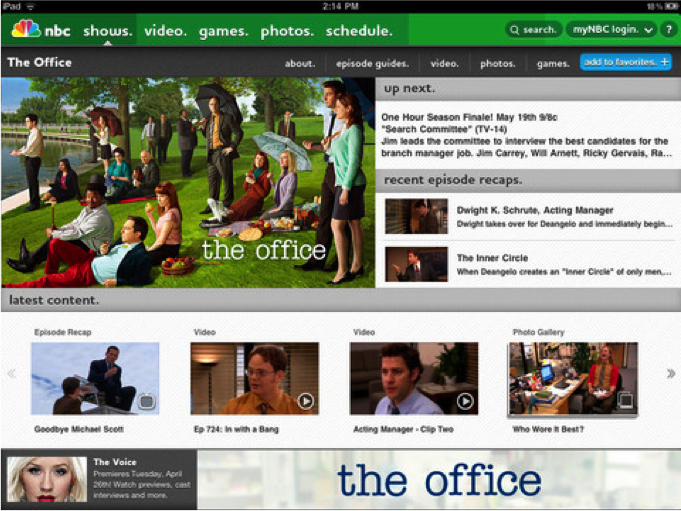 iPad 2:14 PM 18%
nbc shows. video. games. photos. schedule. search. myNBC login. ?
The Office about. episode guides. video. photos. games. add to favorites. +
the office
up next.
One Hour Season Finale! May 19th 9/8c
"Search Committee" (TV-14)
Jim leads the committee to interview the best candidates for the
branch manager job. Jim Carrey, Will Arnett, Ricky Gervais, Ra...
recent episode recaps.
Dwight K. Schrute, Acting Manager
Dwight takes over for Deangelo and immediately begin...
The Inner Circle
When Deangelo creates an "Inner Circle" of only men,...
latest content.
Episode Recap
Goodbye Michael Scott
Video
Ep 724: In with a Bang
Video
Acting Manager - Clip Two
Photo Gallery
Who Wore It Best?
The Voice
Premieres Tuesday, April
26th! Watch previews, cast
interviews and more.
the office